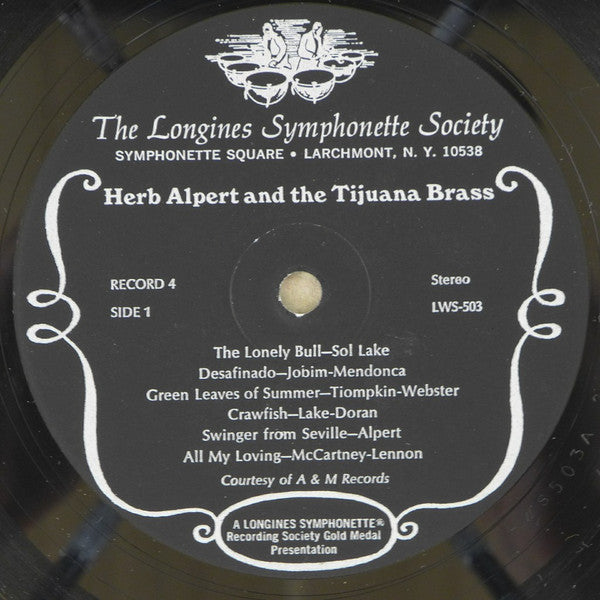 The Longines Symphonette Society
SYMPHONETTE SQUARE • LARCHMONT, N. Y. 10538
Herb Alpert and the Tijuana Brass
RECORD 4
Stereo
SIDE 1
LWS-503
The Lonely Bull—Sol Lake
Desafinado—Jobim-Mendonca
Green Leaves of Summer—Tiompkin-Webster
Crawfish—Lake-Doran
Swinger from Seville—Alpert
All My Loving—McCartney-Lennon
Courtesy of A & M Records
A LONGINES SYMPHONETTE®
Recording Society Gold Medal
Presentation